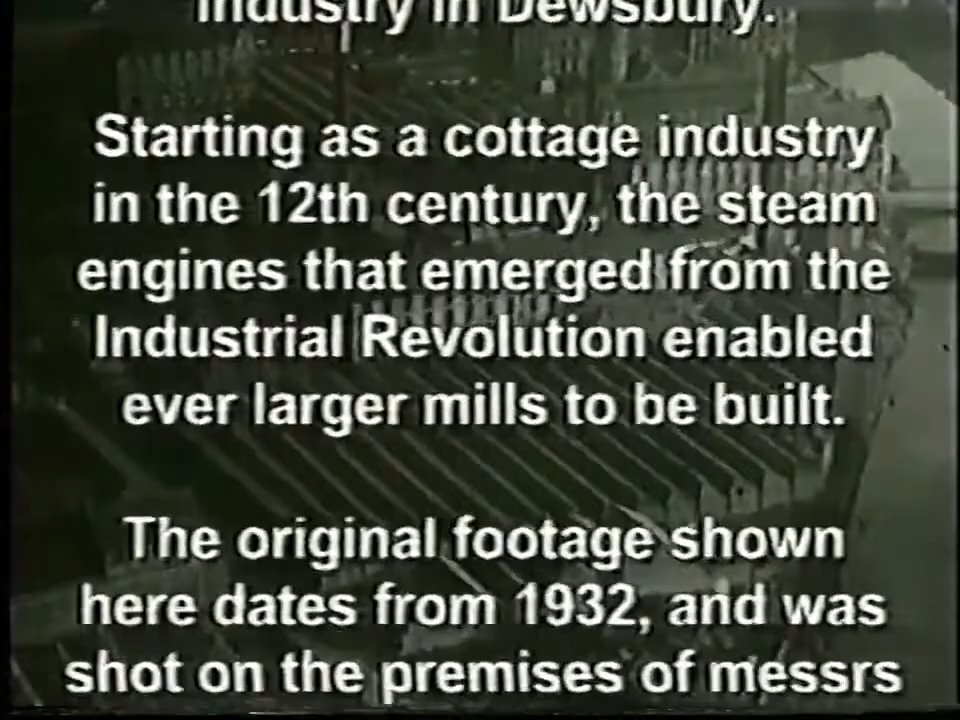 industry in Dewsbury.
Starting as a cottage industry
in the 12th century, the steam
engines that emerged from the
Industrial Revolution enabled
ever larger mills to be built.
The original footage shown
here dates from 1932, and was
shot on the premises of messrs